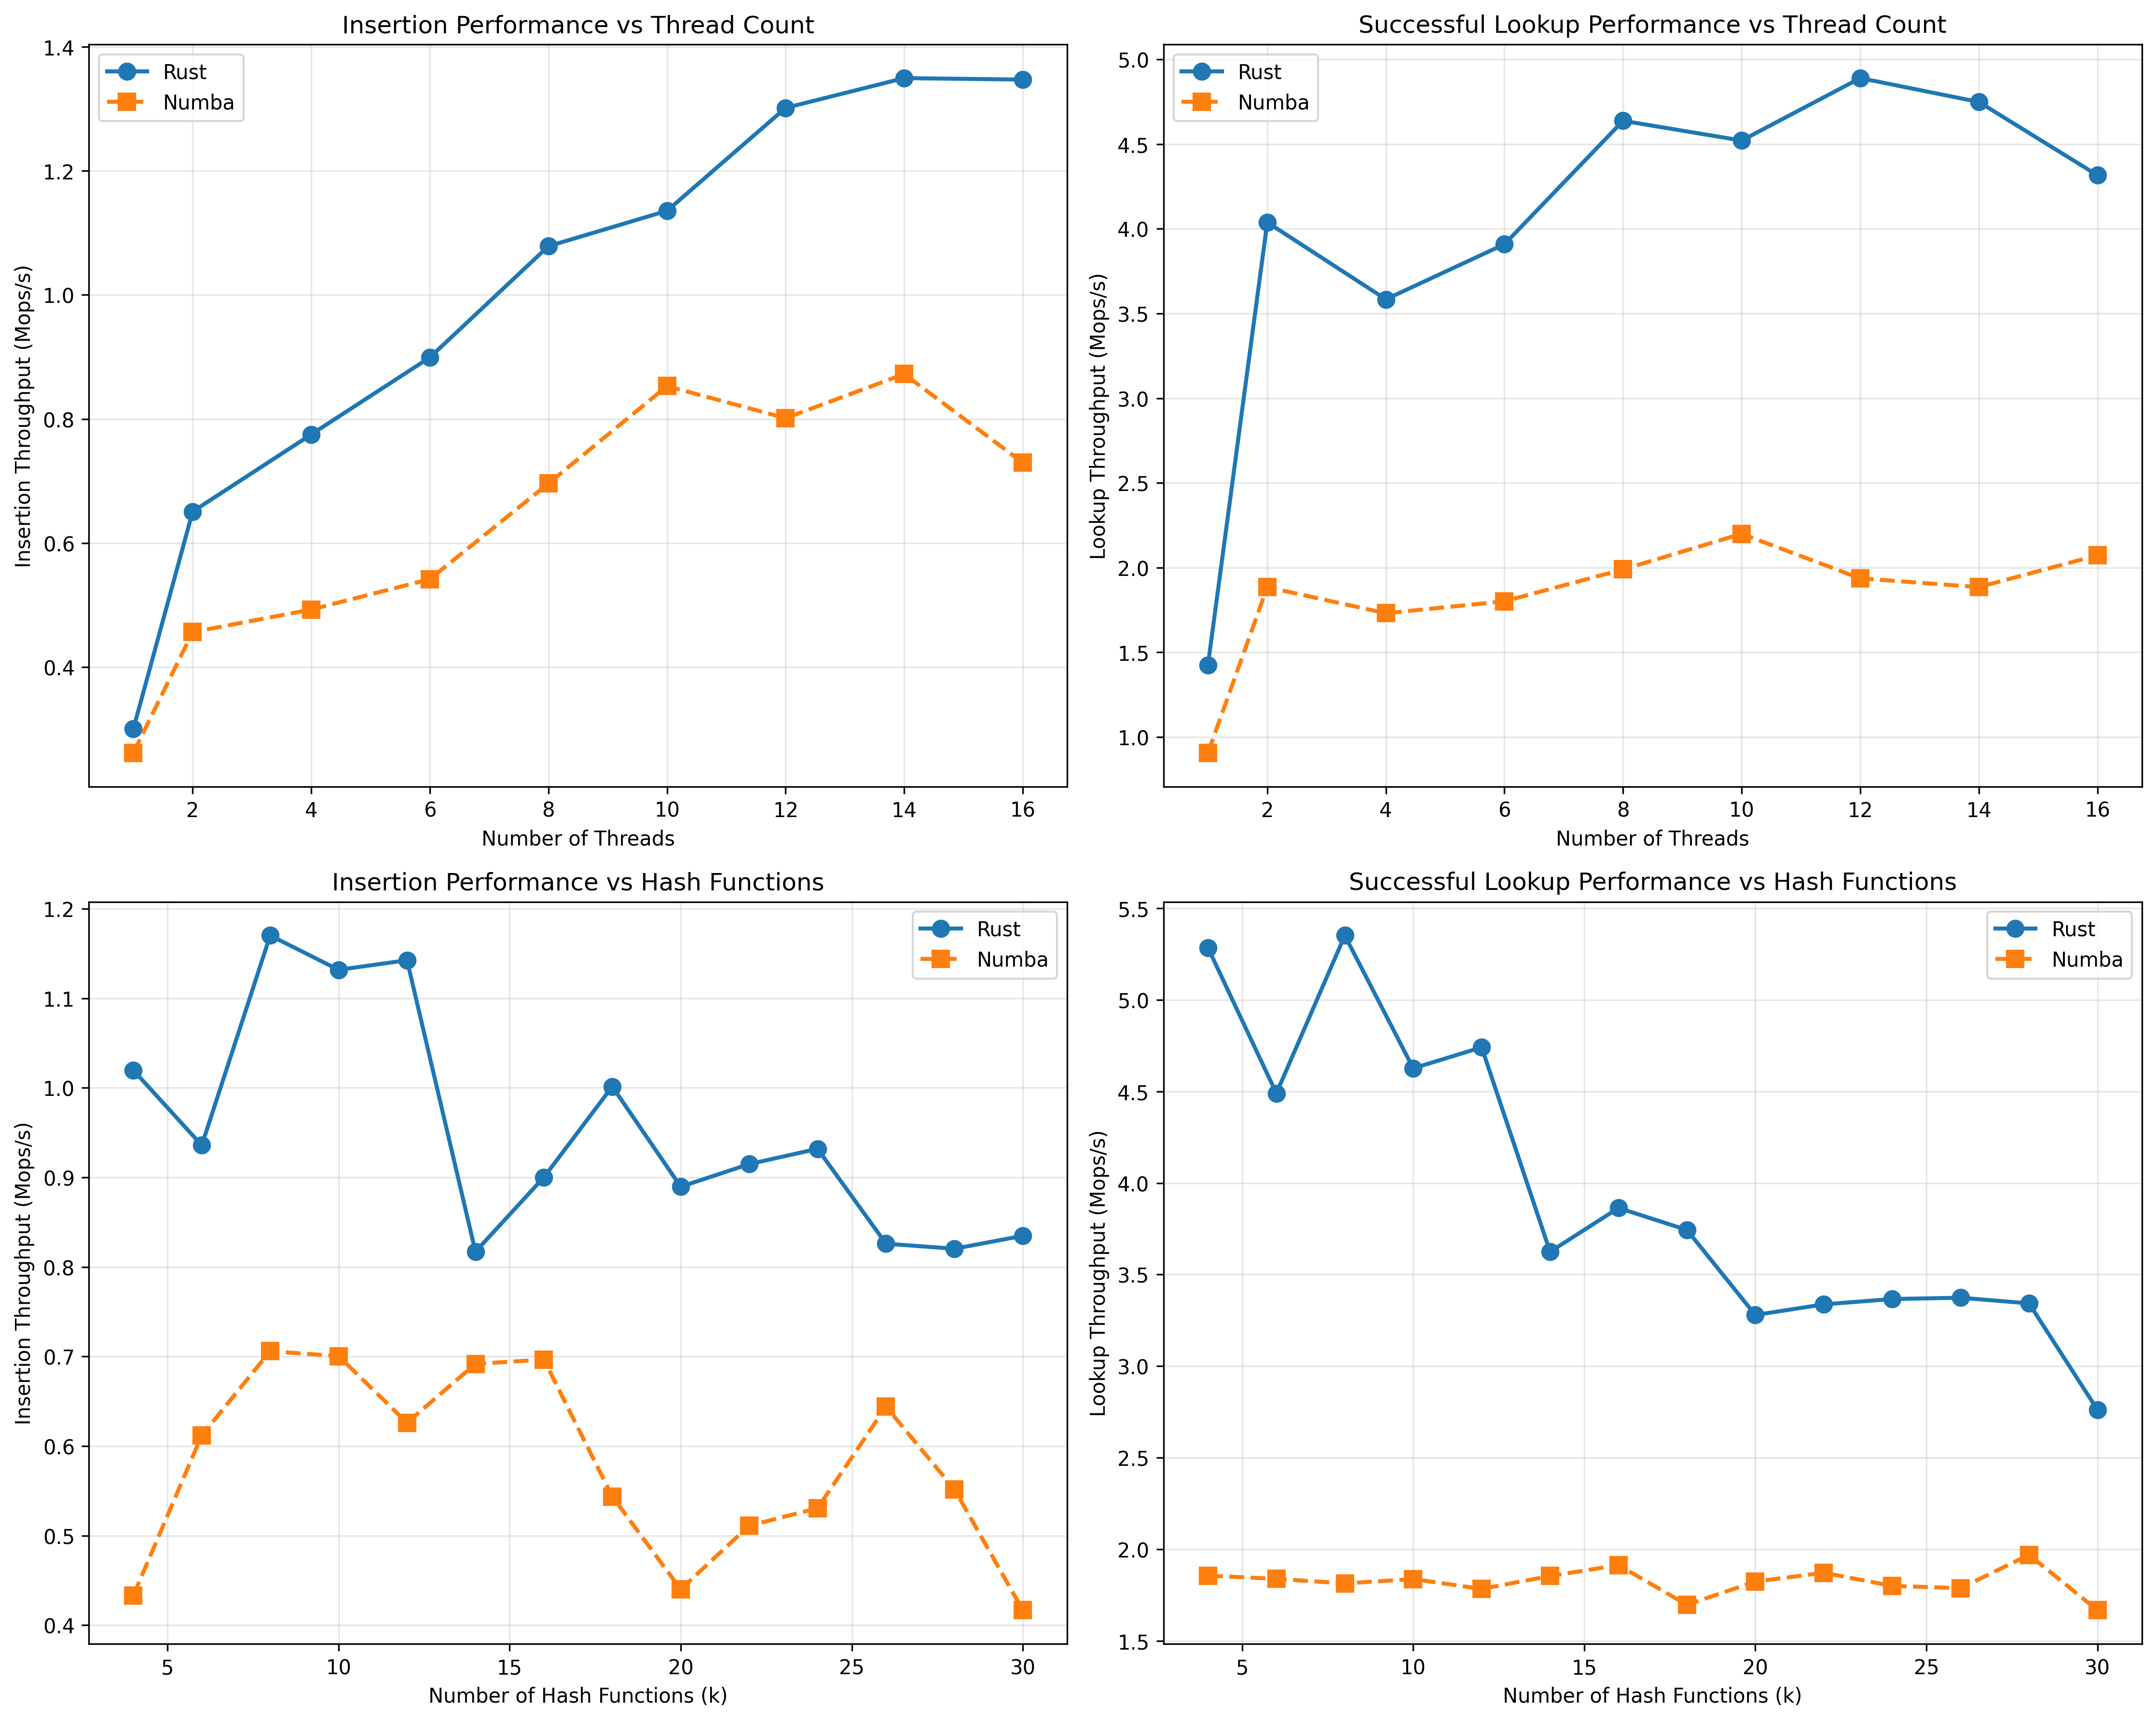 Insertion Performance vs Thread Count
1.4
1.2
1.0
0.8
0.6
0.4
Insertion Throughput (Mops/s)
Rust
Numba
2 4 6 8 10 12 14 16
Number of Threads
Successful Lookup Performance vs Thread Count
5.0
4.5
4.0
3.5
3.0
2.5
2.0
1.5
1.0
Lookup Throughput (Mops/s)
Rust
Numba
2 4 6 8 10 12 14 16
Number of Threads
Insertion Performance vs Hash Functions
1.2
1.1
1.0
0.9
0.8
0.7
0.6
0.5
0.4
Insertion Throughput (Mops/s)
Rust
Numba
5 10 15 20 25 30
Number of Hash Functions (k)
Successful Lookup Performance vs Hash Functions
5.5
5.0
4.5
4.0
3.5
3.0
2.5
2.0
1.5
Lookup Throughput (Mops/s)
Rust
Numba
5 10 15 20 25 30
Number of Hash Functions (k)